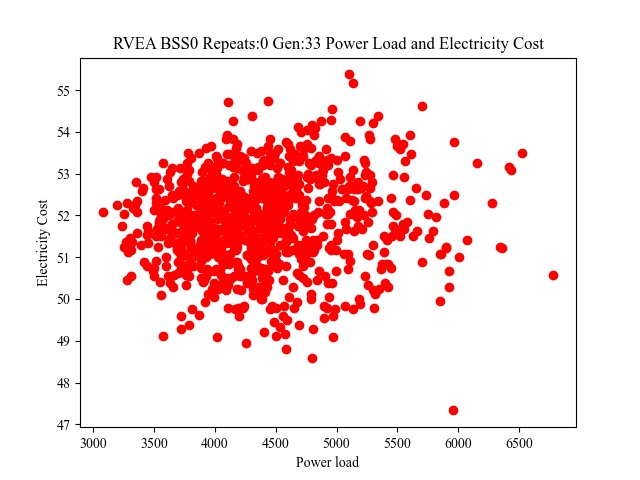 RVEA BSS0 Repeats:0 Gen:33 Power Load and Electricity Cost
55
54
53
52
51
50
49
48
47
Electricity Cost
3000 3500 4000 4500 5000 5500 6000 6500
Power load